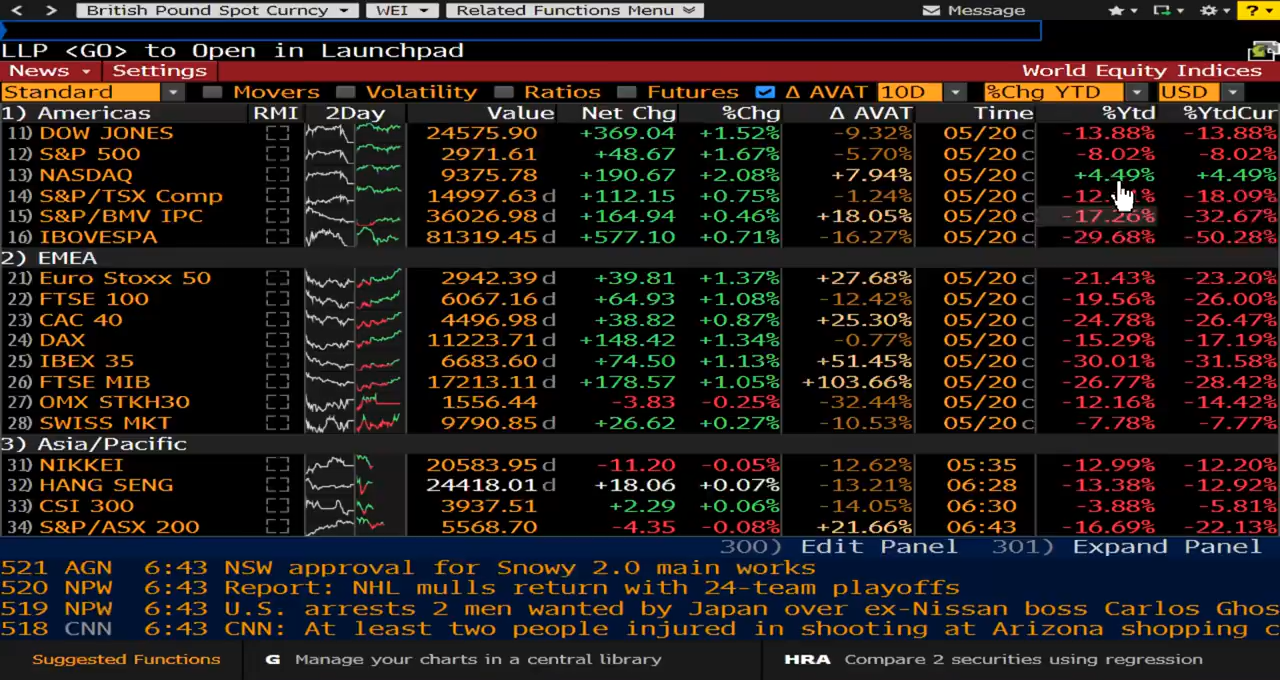 < > British Pound Spot Curncy WEI Related Functions Menu Message ?
LLP <GO> to Open in Launchpad
News Settings World Equity Indices
Standard Movers Volatility Ratios Futures Δ AVAT 10D %Chg YTD USD
1) Americas RMI 2Day Value Net Chg %Chg Δ AVAT Time %Ytd %YtdCur
11) DOW JONES 24575.90 +369.04 +1.52% -9.32% 05/20 c -13.88% -13.88%
12) S&P 500 2971.61 +48.67 +1.67% -5.70% 05/20 c -8.02% -8.02%
13) NASDAQ 9375.78 +190.67 +2.08% +7.94% 05/20 c +4.49% +4.49%
14) S&P/TSX Comp 14997.63 d +112.15 +0.75% -1.24% 05/20 c -18.09%
15) S&P/BMV IPC 36026.98 d +164.94 +0.46% +18.05% 05/20 c -17.26% -32.67%
16) IBOVESPA 81319.45 d +577.10 +0.71% -16.27% 05/20 c -29.68% -50.28%
2) EMEA
21) Euro Stoxx 50 2942.39 d +39.81 +1.37% +27.68% 05/20 c -21.43% -23.20%
22) FTSE 100 6067.16 d +64.93 +1.08% -12.42% 05/20 c -19.56% -26.00%
23) CAC 40 4496.98 d +38.82 +0.87% +25.30% 05/20 c -24.78% -26.47%
24) DAX 11223.71 d +148.42 +1.34% -0.77% 05/20 c -15.29% -17.19%
25) IBEX 35 6683.60 d +74.50 +1.13% +51.45% 05/20 c -30.01% -31.58%
26) FTSE MIB 17213.11 d +178.57 +1.05% +103.66% 05/20 c -26.77% -28.42%
27) OMX STKH30 1556.44 -3.83 -0.25% -32.44% 05/20 c -12.16% -14.42%
28) SWISS MKT 9790.85 d +26.62 +0.27% -10.53% 05/20 c -7.78% -7.77%
3) Asia/Pacific
31) NIKKEI 20583.95 d -11.20 -0.05% -12.62% 05:35 -12.99% -12.20%
32) HANG SENG 24418.01 d +18.06 +0.07% -13.21% 06:28 -13.38% -12.92%
33) CSI 300 3937.51 +2.29 +0.06% -14.05% 06:30 -3.88% -5.81%
34) S&P/ASX 200 5568.70 -4.35 -0.08% +21.66% 06:43 -16.69% -22.13%
300) Edit Panel 301) Expand Panel
521 AGN 6:43 NSW approval for Snowy 2.0 main works
520 NPW 6:43 Report: NHL mulls return with 24-team playoffs
519 NPW 6:43 U.S. arrests 2 men wanted by Japan over ex-Nissan boss Carlos Ghos
518 CNN 6:43 CNN: At least two people injured in shooting at Arizona shopping c
Suggested Functions G Manage your charts in a central library HRA Compare 2 securities using regression